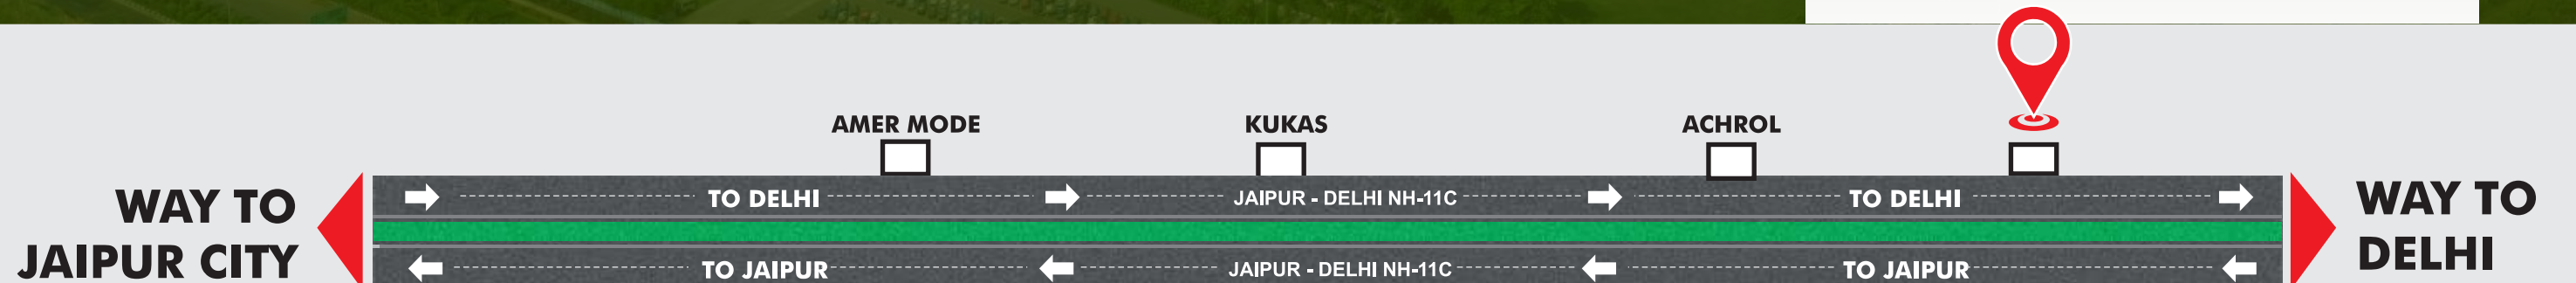 AMER MODE
KUKAS
ACHROL
WAY TO
JAIPUR CITY
TO DELHI
JAIPUR - DELHI NH-11C
TO DELHI
TO JAIPUR
JAIPUR - DELHI NH-11C
TO JAIPUR
WAY TO
DELHI